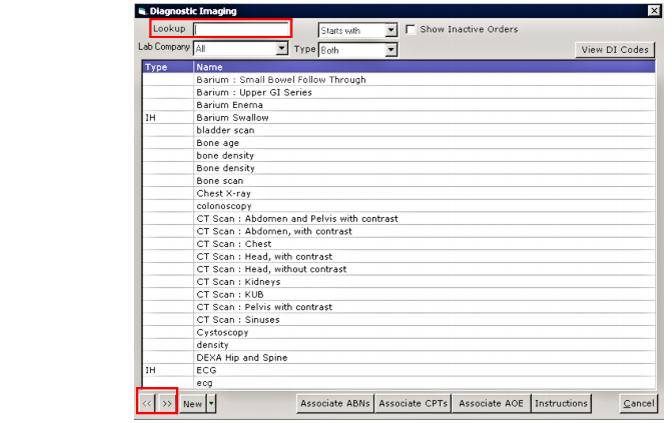 Diagnostic Imaging
Lookup Starts with Show Inactive Orders
Lab Company All Type Both View DI Codes
Type Name
Barium : Small Bowel Follow Through
Barium : Upper GI Series
Barium Enema
IH Barium Swallow
bladder scan
Bone age
bone density
Bone density
Bone scan
Chest X-ray
colonoscopy
CT Scan : Abdomen and Pelvis with contrast
CT Scan : Abdomen, with contrast
CT Scan : Chest
CT Scan : Head, with contrast
CT Scan : Head, without contrast
CT Scan : Kidneys
CT Scan : KUB
CT Scan : Pelvis with contrast
CT Scan : Sinuses
Cystoscopy
density
DEXA Hip and Spine
IH ECG
ecg
<< >> New Associate ABNs Associate CPTs Associate AOE Instructions Cancel